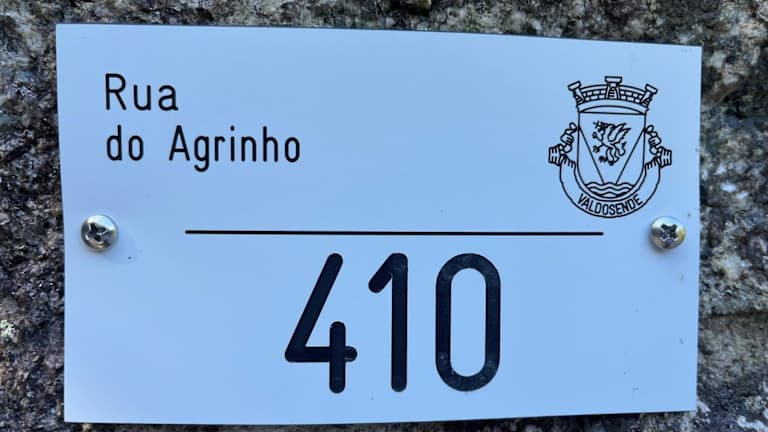 Rua
do Agrinho
VALDOSENDE
410